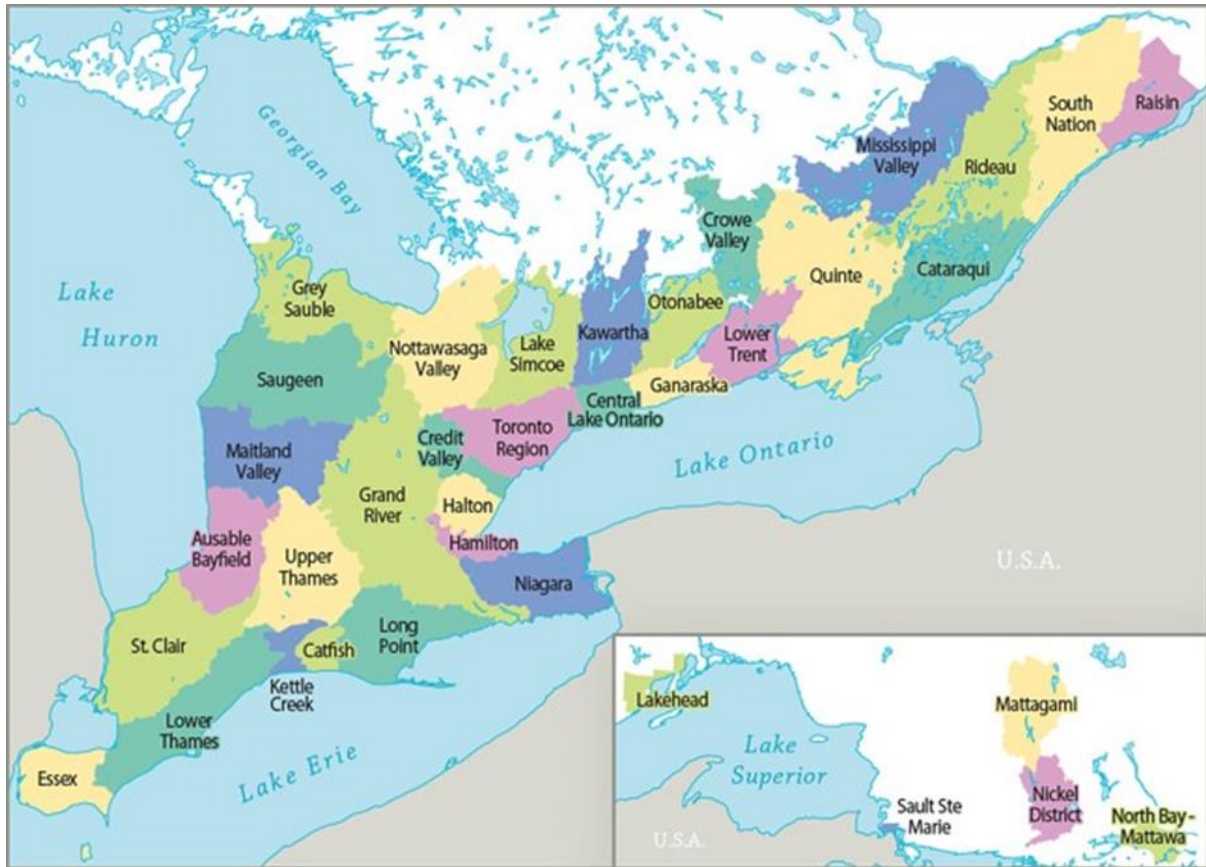 Georgian Bay
Lake
Huron
Grey
Sauble
Saugeen
Maitland
Valley
Ausable
Bayfield
St. Clair
Essex
Lower
Thames
Upper
Thames
Kettle
Creek
Catfish
Long
Point
Lake Erie
Nottawasaga
Valley
Lake
Simcoe
Grand
River
Credit
Valley
Toronto
Region
Halton
Hamilton
Niagara
Kawartha
Central
Lake Ontario
Otonabee
Ganaraska
Lower
Trent
Crowe
Valley
Quinte
Mississippi
Valley
Rideau
Cataraqui
South
Nation
Raisin
Lake Ontario
U.S.A.
Lakehead
Lake
Superior
U.S.A.
Sault Ste
Marie
Mattagami
Nickel
District
North Bay-
Mattawa